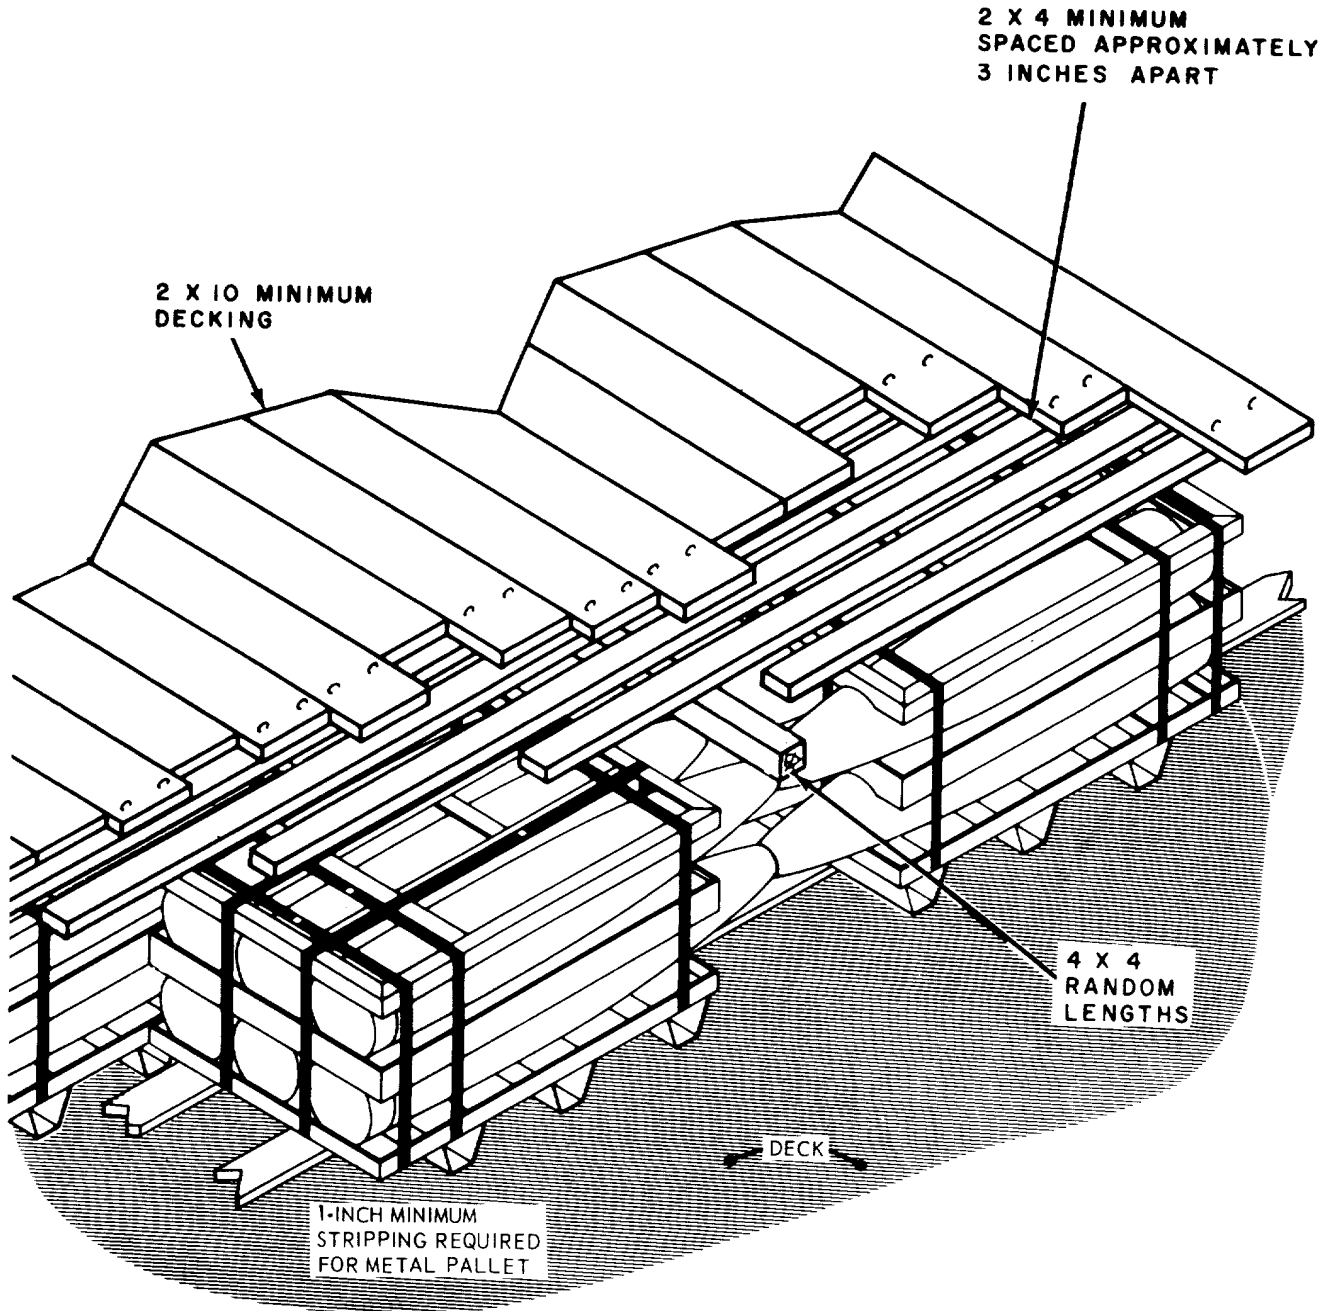 2 X 4 MINIMUM
SPACED APPROXIMATELY
3 INCHES APART
2 X 10 MINIMUM
DECKING
4 X 4
RANDOM
LENGTHS
DECK
1-INCH MINIMUM
STRIPPING REQUIRED
FOR METAL PALLET